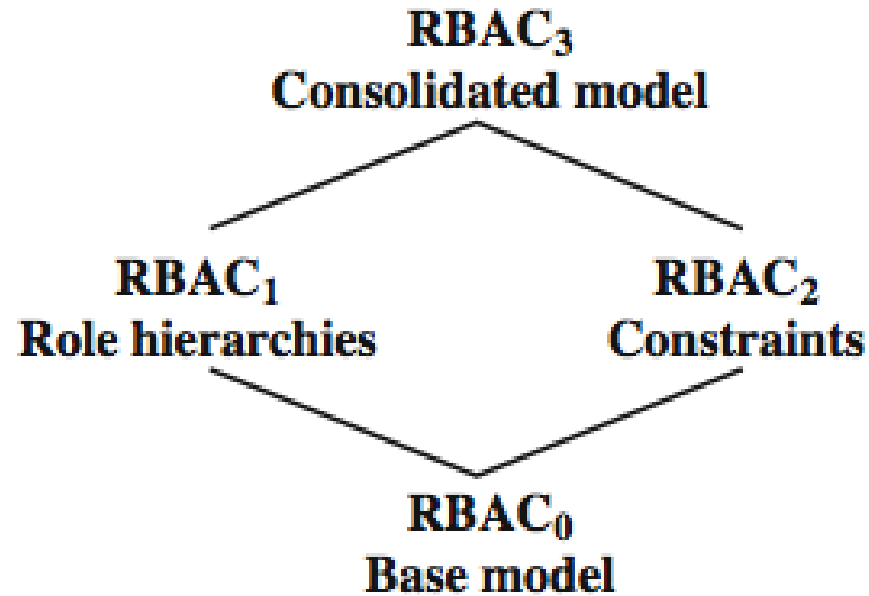 RBAC₃
Consolidated model
RBAC₁
Role hierarchies
RBAC₂
Constraints
RBAC₀
Base model